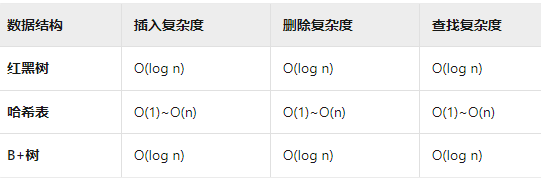 数据结构 插入复杂度 删除复杂度 查找复杂度
红黑树 O(log n) O(log n) O(log n)
哈希表 O(1)~O(n) O(1)~O(n) O(1)~O(n)
B+树 O(log n) O(log n) O(log n)